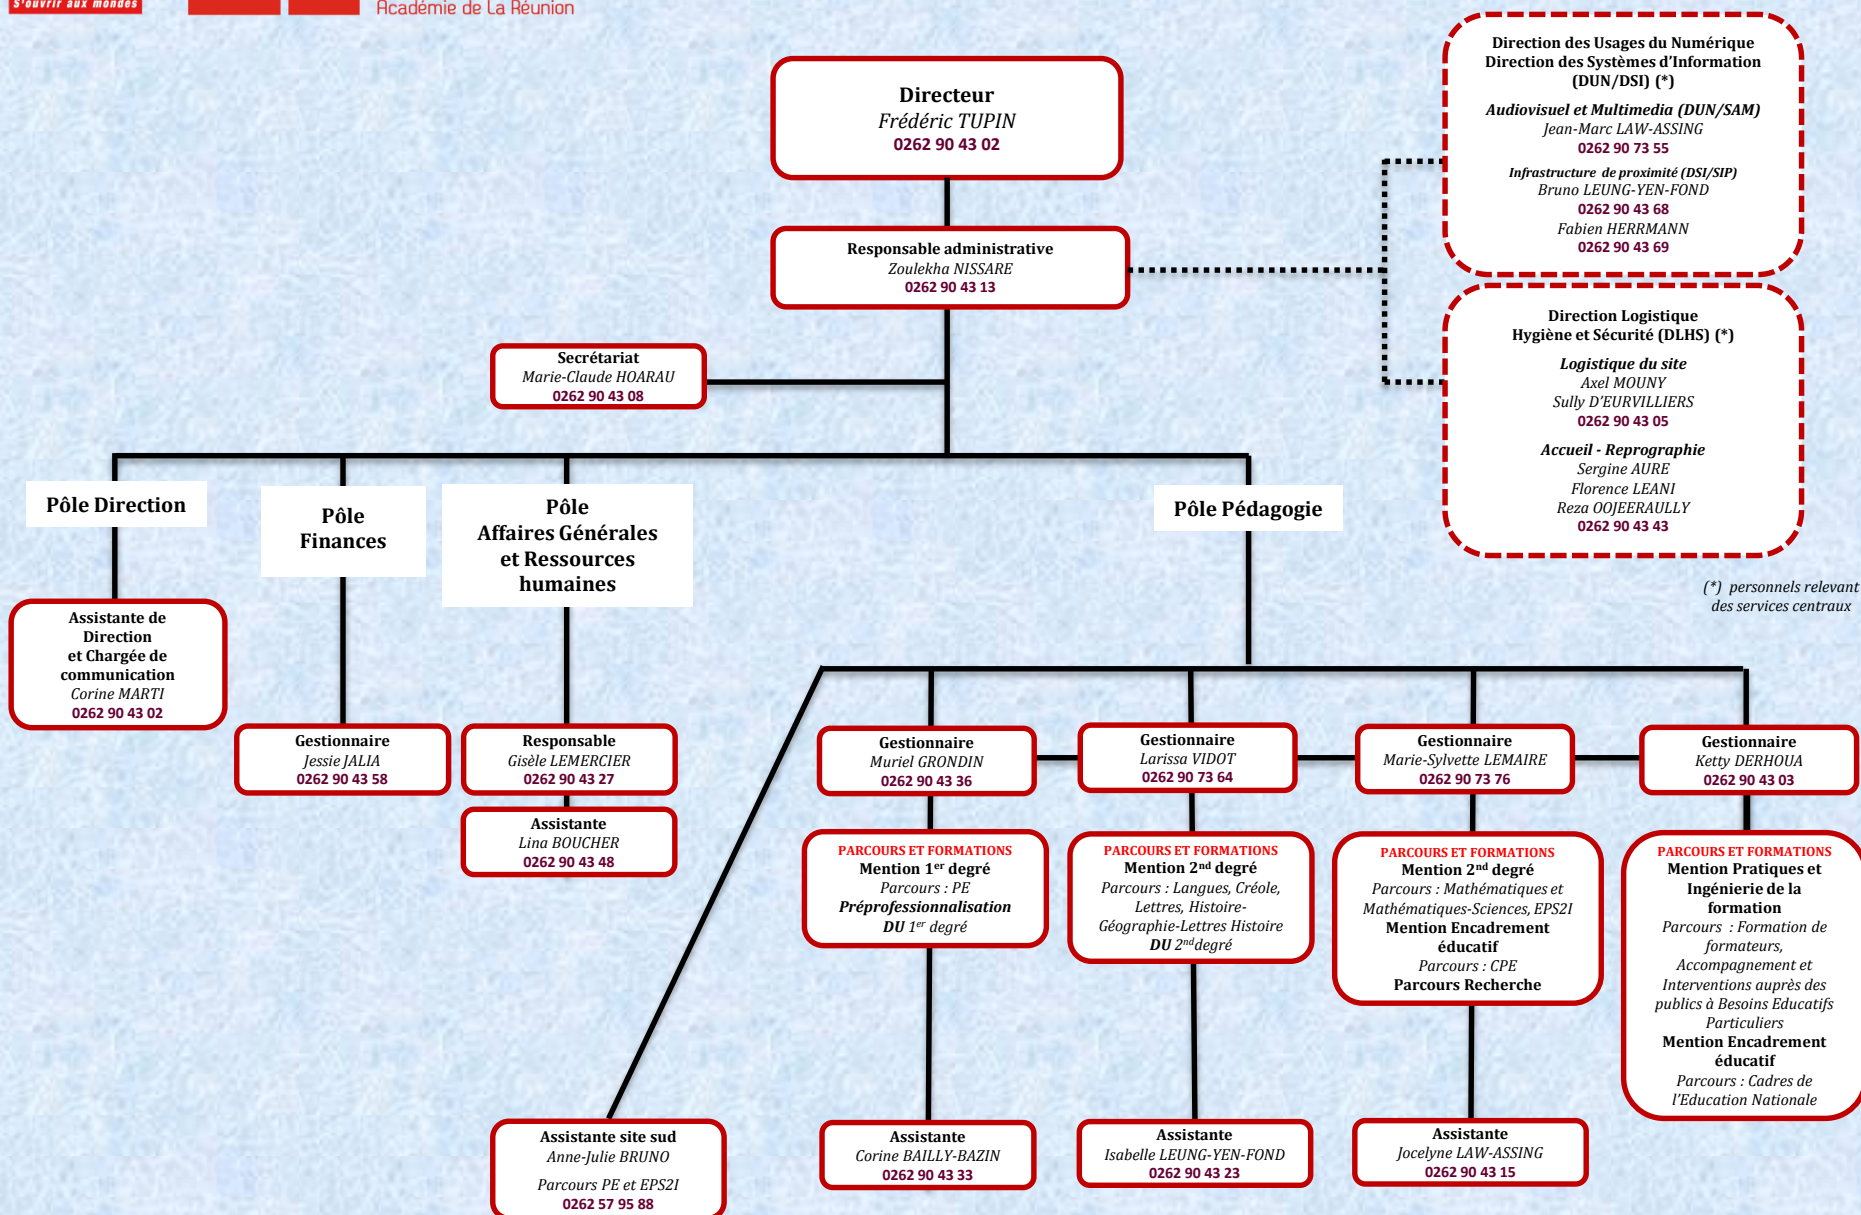 S'ouvrir aux mondes
Académie de La Réunion
Directeur
Frédéric TUPIN
0262 90 43 02
Responsable administrative
Zoulekha NISSARE
0262 90 43 13
Secrétariat
Marie-Claude HOARAU
0262 90 43 08
Direction des Usages du Numérique
Direction des Systèmes d'Information
(DUN/DSI) (*)
Audiovisuel et Multimedia (DUN/SAM)
Jean-Marc LAW-ASSING
0262 90 73 55
Infrastructure de proximité (DSI/SIP)
Bruno LEUNG-YEN-FOND
0262 90 43 68
Fabien HERRMANN
0262 90 43 69
Direction Logistique
Hygiène et Sécurité (DLHS) (*)
Logistique du site
Axel MOUNY
Sully D'EURVILLIERS
0262 90 43 05
Accueil - Reprographie
Sergine AURE
Florence LEANI
Reza OOJEERAULLY
0262 90 43 43
(*) personnels relevant
des services centraux
Pôle Direction
Pôle
Finances
Pôle
Affaires Générales
et Ressources
humaines
Pôle Pédagogie
Assistante de
Direction
et Chargée de
communication
Corine MARTI
0262 90 43 02
Gestionnaire
Jessie JALIA
0262 90 43 58
Responsable
Gisèle LEMERCIER
0262 90 43 27
Assistante
Lina BOUCHER
0262 90 43 48
Gestionnaire
Muriel GRONDIN
0262 90 43 36
Gestionnaire
Larissa VIDOT
0262 90 73 64
Gestionnaire
Marie-Sylvette LEMAIRE
0262 90 73 76
Gestionnaire
Ketty DERHOUA
0262 90 43 03
PARCOURS ET FORMATIONS
Mention 1er degré
Parcours : PE
Préprofessionnalisation
DU 1er degré
PARCOURS ET FORMATIONS
Mention 2nd degré
Parcours : Langues, Créole,
Lettres, Histoire-
Géographie-Lettres Histoire
DU 2nd degré
PARCOURS ET FORMATIONS
Mention 2nd degré
Parcours : Mathématiques et
Mathématiques-Sciences, EPS2I
Mention Encadrement
éducatif
Parcours : CPE
Parcours Recherche
PARCOURS ET FORMATIONS
Mention Pratiques et
Ingénierie de la
formation
Parcours : Formation de
formateurs,
Accompagnement et
Interventions auprès des
publics à Besoins Educatifs
Particuliers
Mention Encadrement
éducatif
Parcours : Cadres de
l'Education Nationale
Assistante site sud
Anne-Julie BRUNO
Parcours PE et EPS2I
0262 57 95 88
Assistante
Corine BAILLY-BAZIN
0262 90 43 33
Assistante
Isabelle LEUNG-YEN-FOND
0262 90 43 23
Assistante
Jocelyne LAW-ASSING
0262 90 43 15